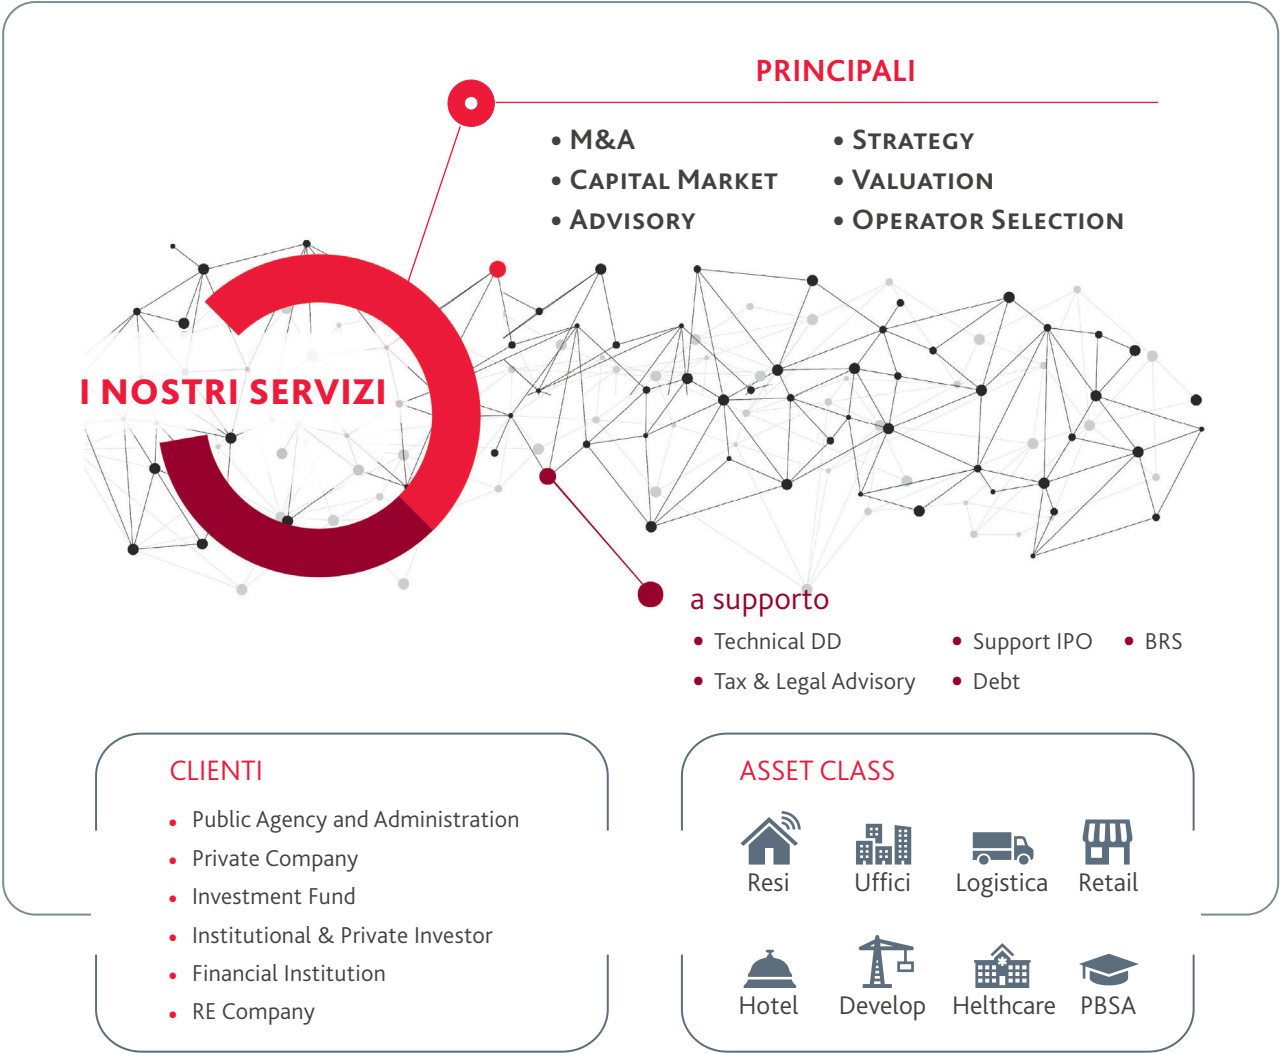 PRINCIPALI
• M&A
• CAPITAL MARKET
• ADVISORY
• STRATEGY
• VALUATION
• OPERATOR SELECTION
I NOSTRI SERVIZI
a supporto
• Technical DD
• Tax & Legal Advisory
• Support IPO
• Debt
• BRS
CLIENTI
• Public Agency and Administration
• Private Company
• Investment Fund
• Institutional & Private Investor
• Financial Institution
• RE Company
ASSET CLASS
Resi
Uffici
Logistica
Retail
Hotel
Develop
Helthcare
PBSA